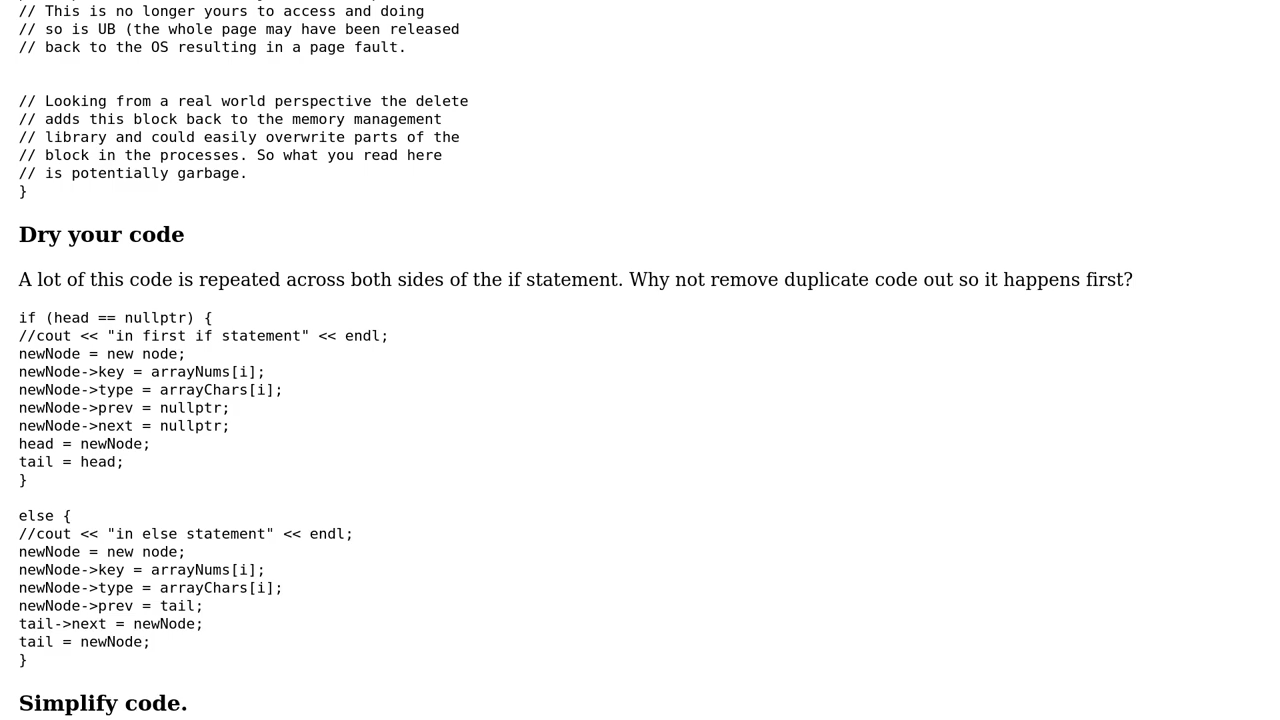 // This is no longer yours to access and doing
// so is UB (the whole page may have been released
// back to the OS resulting in a page fault.
// Looking from a real world perspective the delete
// adds this block back to the memory management
// library and could easily overwrite parts of the
// block in the processes. So what you read here
// is potentially garbage.
}
Dry your code
A lot of this code is repeated across both sides of the if statement. Why not remove duplicate code out so it happens first?
if (head == nullptr) {
//cout << "in first if statement" << endl;
newNode = new node;
newNode->key = arrayNums[i];
newNode->type = arrayChars[i];
newNode->prev = nullptr;
newNode->next = nullptr;
head = newNode;
tail = head;
}
else {
//cout << "in else statement" << endl;
newNode = new node;
newNode->key = arrayNums[i];
newNode->type = arrayChars[i];
newNode->prev = tail;
tail->next = newNode;
tail = newNode;
}
Simplify code.